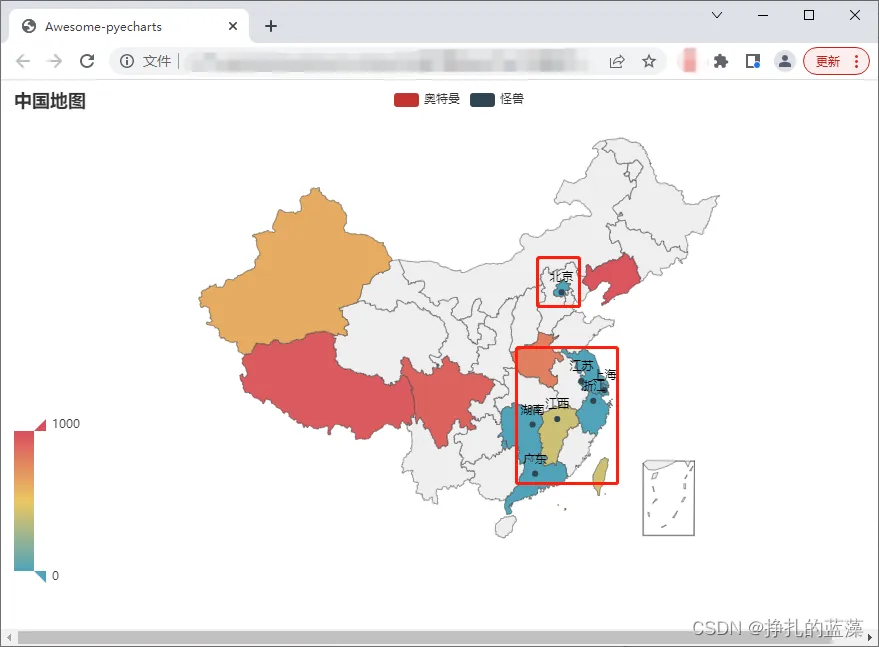 Awesome-pyecharts
文件
更新
中国地图
奥特曼
怪兽
北京
江苏
上海
浙江
湖南
江西
广东
1000
0
CSDN @挣扎的蓝藻